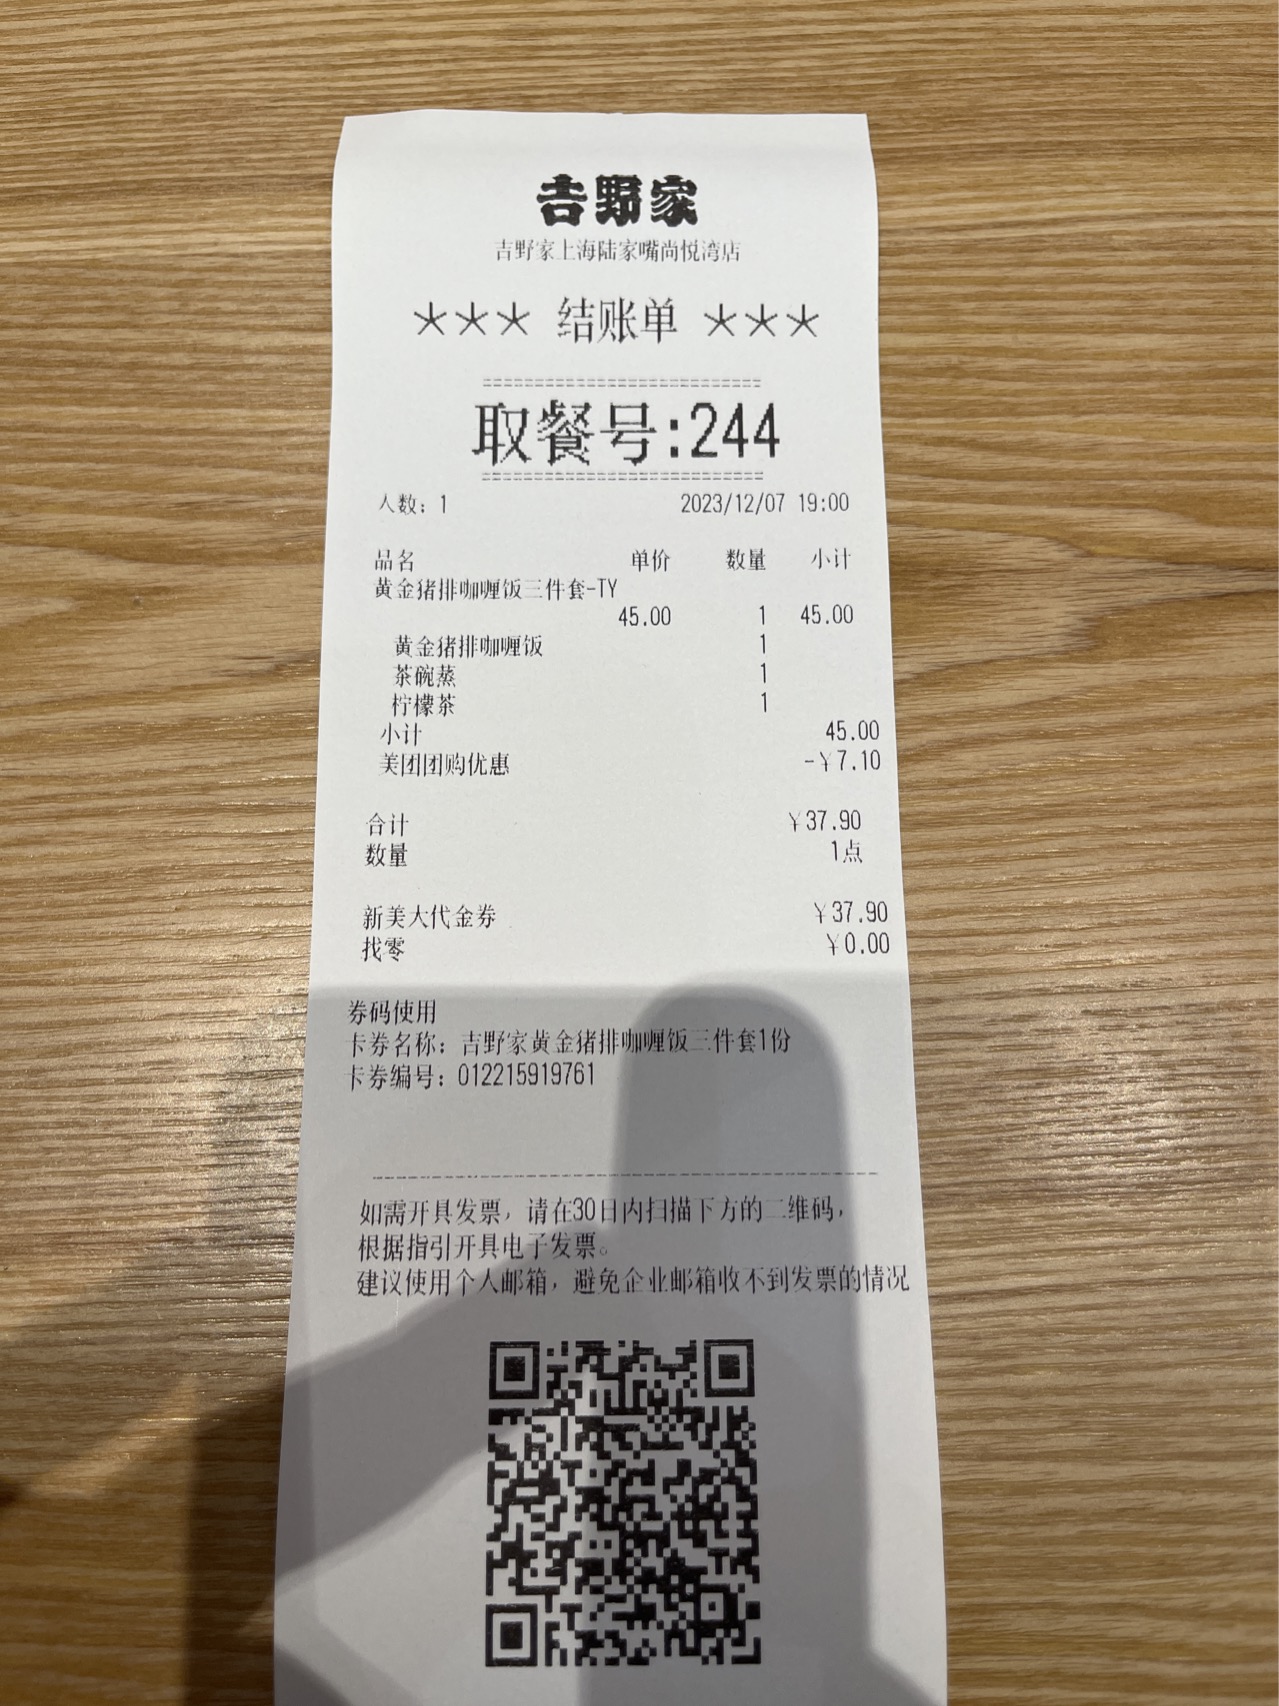 吉野家
吉野家上海陆家嘴尚悦湾店
*** 结账单 ***
===========================
取餐号:244
===========================
人数: 1 2023/12/07 19:00
品名 单价 数量 小计
黄金猪排咖喱饭三件套-TY
45.00 1 45.00
黄金猪排咖喱饭 1
茶碗蒸 1
柠檬茶 1
小计 45.00
美团团购优惠 -¥7.10
合计 ¥37.90
数量 1点
新美大代金券 ¥37.90
找零 ¥0.00
券码使用
卡券名称: 吉野家黄金猪排咖喱饭三件套1份
卡券编号: 012215919761
------------------------------------------------
如需开具发票，请在30日内扫描下方的二维码，
根据指引开具电子发票。
建议使用个人邮箱，避免企业邮箱收不到发票的情况